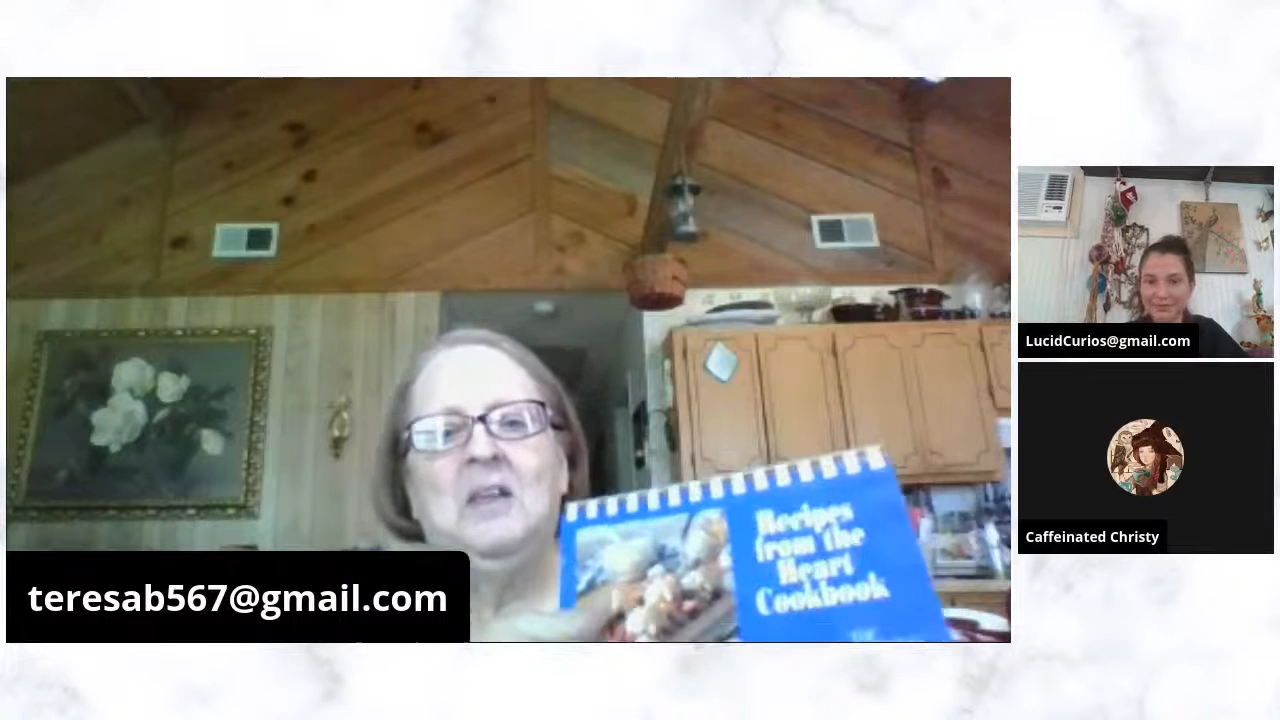 Recipes
from the
Heart
Cookbook
teresab567@gmail.com
LucidCurios@gmail.com
Caffeinated Christy